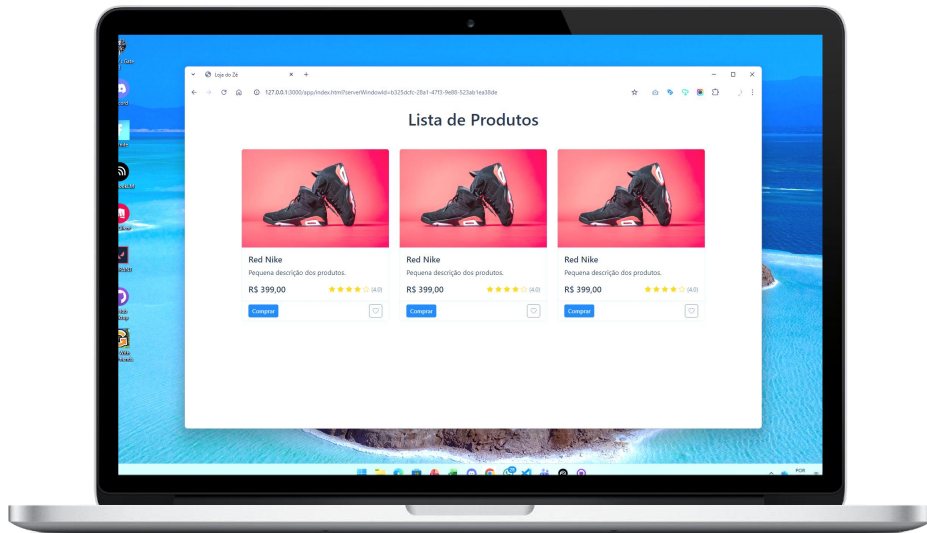 Loja do Zé
127.0.0.1:3000/app/index.html?serverWindowId=b325dcfc-28a1-47f3-9e88-523ab1ea38de
Lista de Produtos
Red Nike Red Nike Red Nike
Pequena descrição dos produtos. Pequena descrição dos produtos. Pequena descrição dos produtos.
R$ 399,00 (4.0) R$ 399,00 (4.0) R$ 399,00 (4.0)
Comprar Comprar Comprar
POR